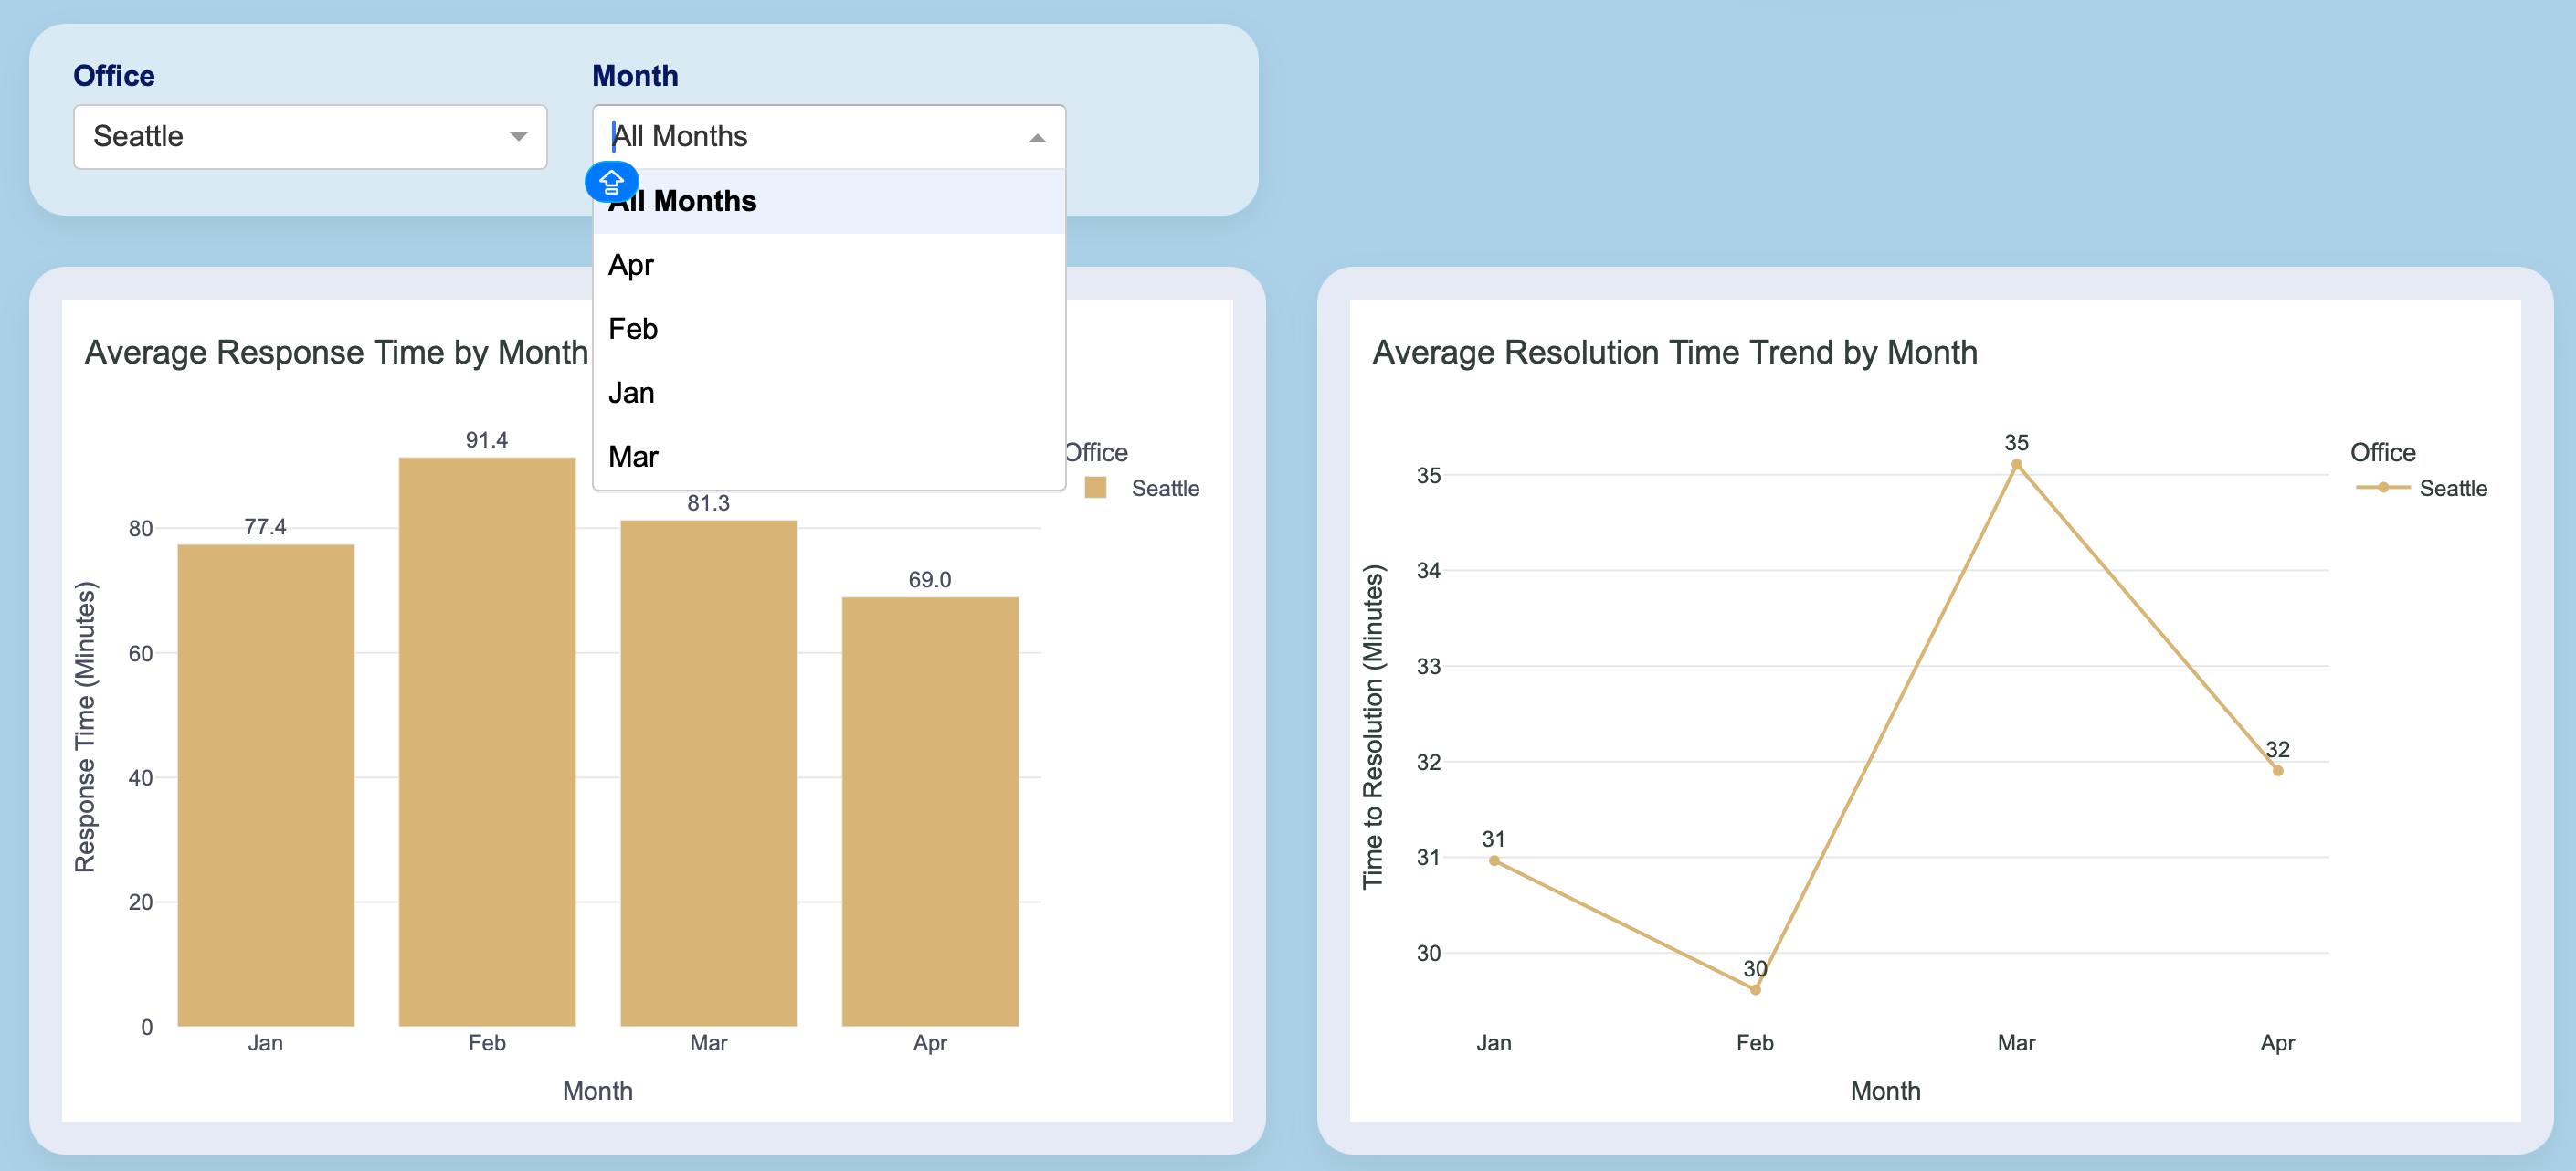 Office
Month
Seattle
All Months
All Months
Apr
Feb
Jan
Mar
Average Response Time by Month
91.4
77.4
81.3
69.0
80
60
40
20
0
Response Time (Minutes)
Jan
Feb
Mar
Apr
Month
Office
Seattle
Average Resolution Time Trend by Month
35
34
33
32
31
30
Time to Resolution (Minutes)
31
30
35
32
Jan
Feb
Mar
Apr
Month
Office
Seattle